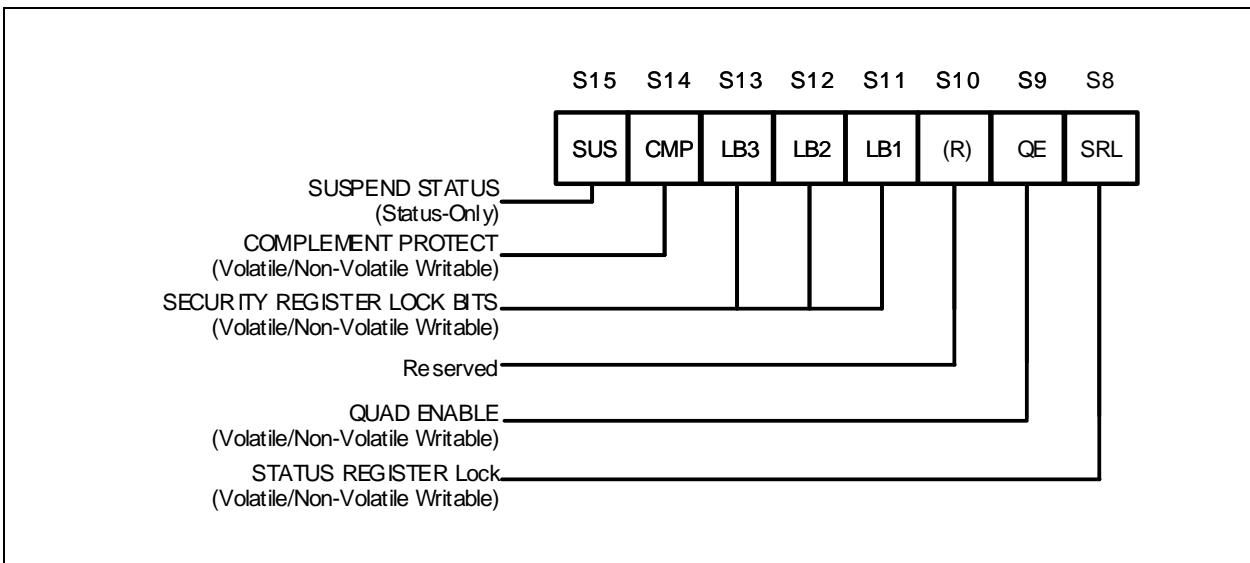 S15 S14 S13 S12 S11 S10 S9 S8
SUS CMP LB3 LB2 LB1 (R) QE SRL
SUSPEND STATUS
(Status-Only)
COMPLEMENT PROTECT
(Volatile/Non-Volatile Writable)
SECURITY REGISTER LOCK BITS
(Volatile/Non-Volatile Writable)
Reserved
QUAD ENABLE
(Volatile/Non-Volatile Writable)
STATUS REGISTER Lock
(Volatile/Non-Volatile Writable)